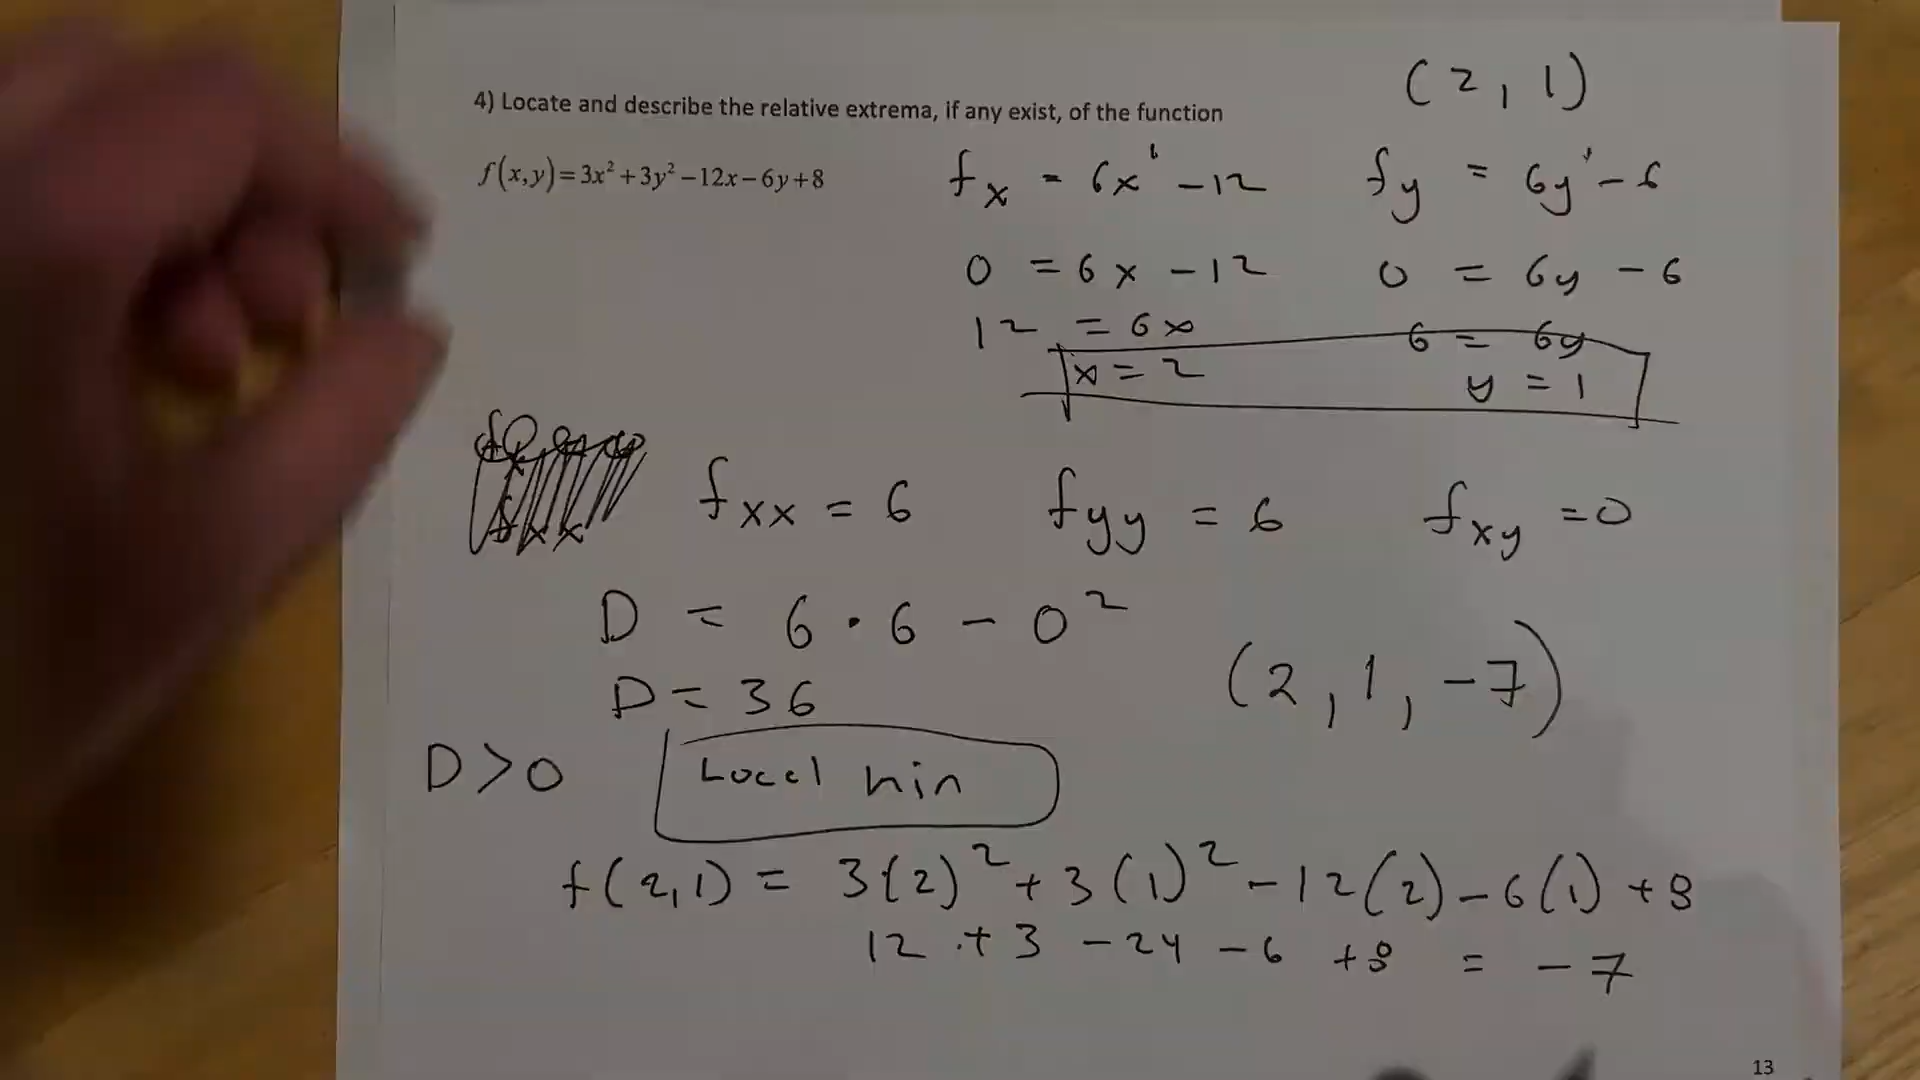 4) Locate and describe the relative extrema, if any exist, of the function
(2, 1)
f(x,y)=3x²+3y²−12x−6y+8
fx = 6x¹ −12
fy = 6y¹ − 6
0 = 6x − 12
0 = 6y − 6
12 = 6x
6 = 6y
x = 2
y = 1
fxx = 6
fyy = 6
fxy = 0
D = 6 · 6 − 0²
D = 36
(2, 1, −7)
D > 0
Local min
f(2,1) = 3(2)² + 3(1)² − 12(2) − 6(1) + 8
12 + 3 − 24 − 6 + 8 = −7
13